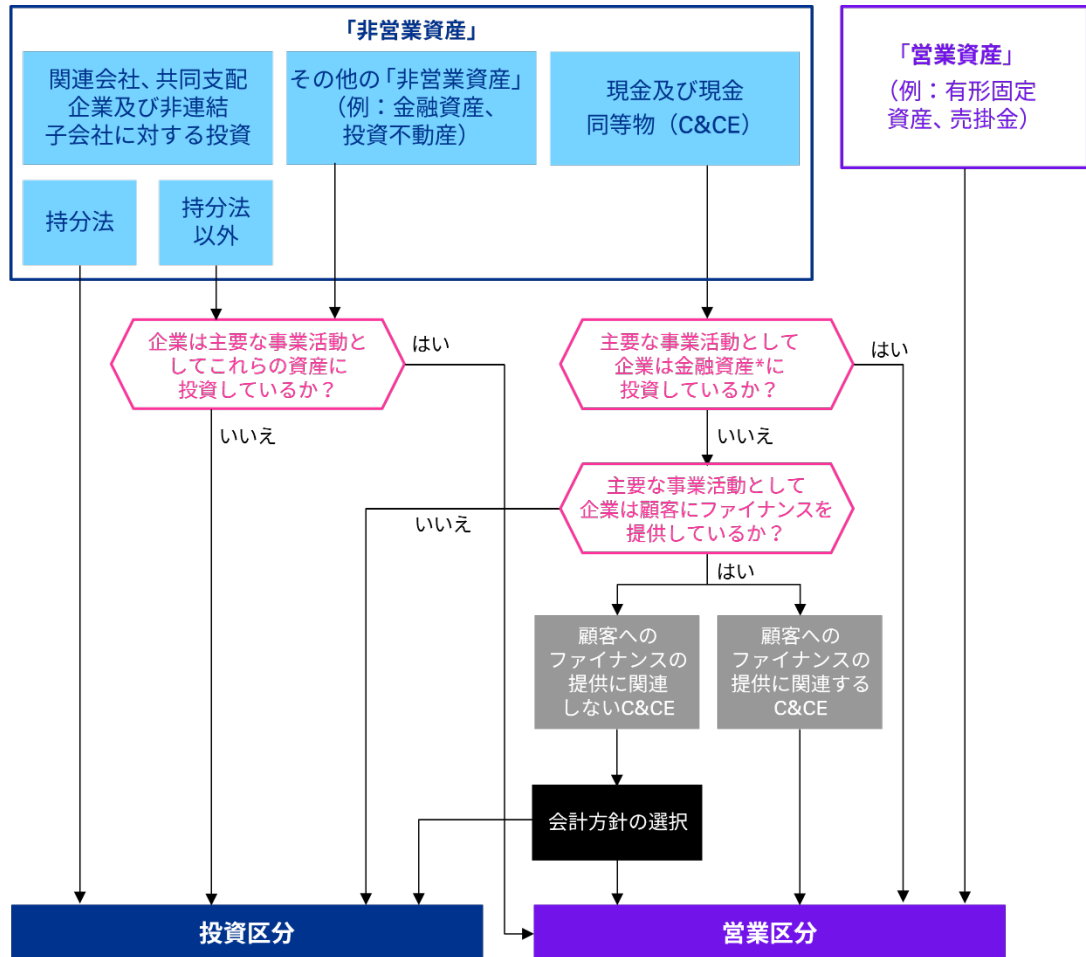 「非営業資産」
関連会社、共同支配
企業及び非連結
子会社に対する投資
その他の「非営業資産」
（例：金融資産、
投資不動産）
現金及び現金
同等物（C&CE）
「営業資産」
（例：有形固定
資産、売掛金）
持分法
持分法
以外
企業は主要な事業活動と
してこれらの資産に
投資しているか？
はい
主要な事業活動として
企業は金融資産*に
投資しているか？
はい
いいえ
いいえ
主要な事業活動として
企業は顧客にファイナンスを
提供しているか？
いいえ
はい
顧客への
ファイナンスの
提供に関連
しないC&CE
顧客への
ファイナンスの
提供に関連する
C&CE
会計方針の選択
投資区分
営業区分